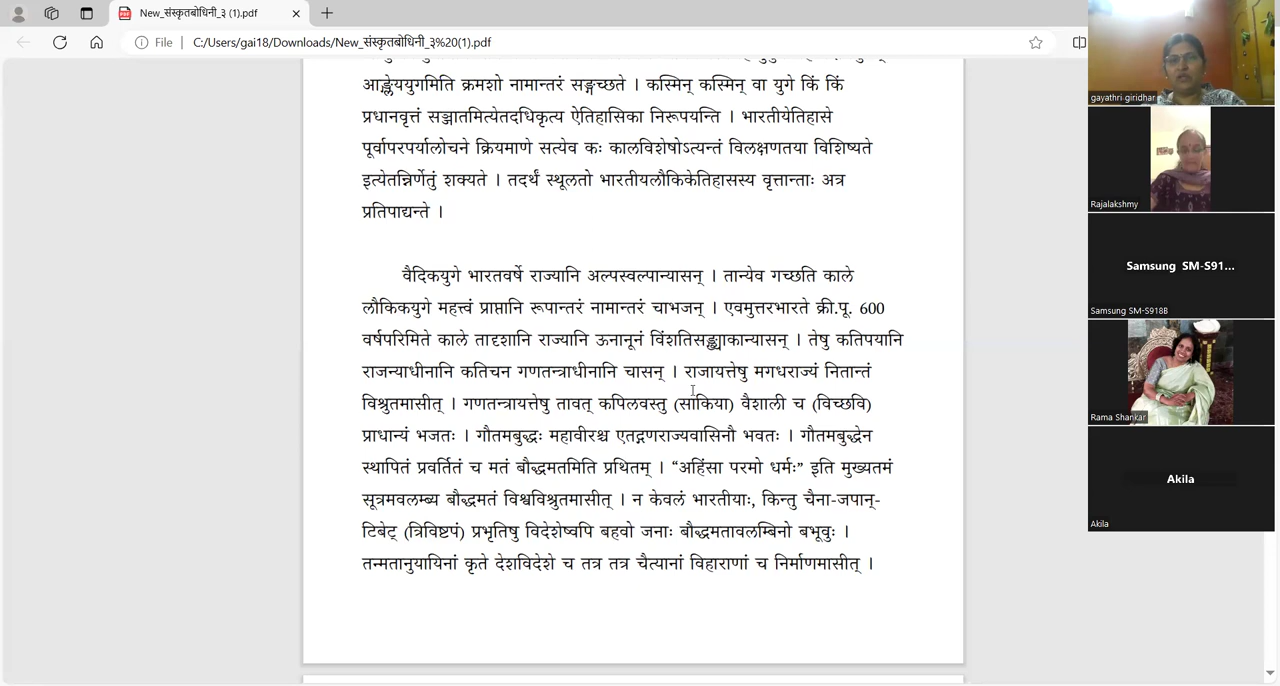 New_संस्कृतबोधिनी_३ (1).pdf
File
C:/Users/gai18/Downloads/New_संस्कृतबोधिनी_३%20(1).pdf
आङ्ग्लेययुगमिति क्रमशो नामान्तरं सङ्गच्छते । कस्मिन् कस्मिन् वा युगे किं किं
प्रधानवृत्तं सञ्जातमित्येतदधिकृत्य ऐतिहासिका निरूपयन्ति । भारतीयेतिहासे
पूर्वापरपर्यालोचने क्रियमाणे सत्येव कः कालविशेषोऽत्यन्तं विलक्षणतया विशिष्यते
इत्येतन्निर्णेतुं शक्यते । तदर्थं स्थूलतो भारतीयलौकिकेतिहासस्य वृत्तान्ताः अत्र
प्रतिपाद्यन्ते ।
वैदिकयुगे भारतवर्षे राज्यानि अल्पस्वल्पान्यासन् । तान्येव गच्छति काले
लौकिकयुगे महत्त्वं प्राप्तानि रूपान्तरं नामान्तरं चाभजन् । एवमुत्तरभारते क्री.पू. 600
वर्षपरिमिते काले तादृशानि राज्यानि ऊनानूनं विंशतिसङ्ख्याकान्यासन् । तेषु कतिपयानि
राजन्याधीनानि कतिचन गणतन्त्राधीनानि चासन् । राजायत्तेषु मगधराज्यं नितान्तं
विश्रुतमासीत् । गणतन्त्रायत्तेषु तावत् कपिलवस्तु (साकिया) वैशाली च (विच्छवि)
प्राधान्यं भजतः । गौतमबुद्धः महावीरश्च एतद्गणराज्यवासिनौ भवतः । गौतमबुद्धेन
स्थापितं प्रवर्तितं च मतं बौद्धमतमिति प्रथितम् । “अहिंसा परमो धर्मः” इति मुख्यतमं
सूत्रमवलम्ब्य बौद्धमतं विश्वविश्रुतमासीत् । न केवलं भारतीयाः, किन्तु चैना-जपान्-
टिबेट् (त्रिविष्टपं) प्रभृतिषु विदेशेष्वपि बहवो जनाः बौद्धमतावलम्बिनो बभूवुः ।
तन्मतानुयायिनां कृते देशविदेशे च तत्र तत्र चैत्यानां विहाराणां च निर्माणमासीत् ।
gayathri giridhar
Rajalakshmy
Samsung SM-S91...
Samsung SM-S918B
Rama Shankar
Akila
Akila